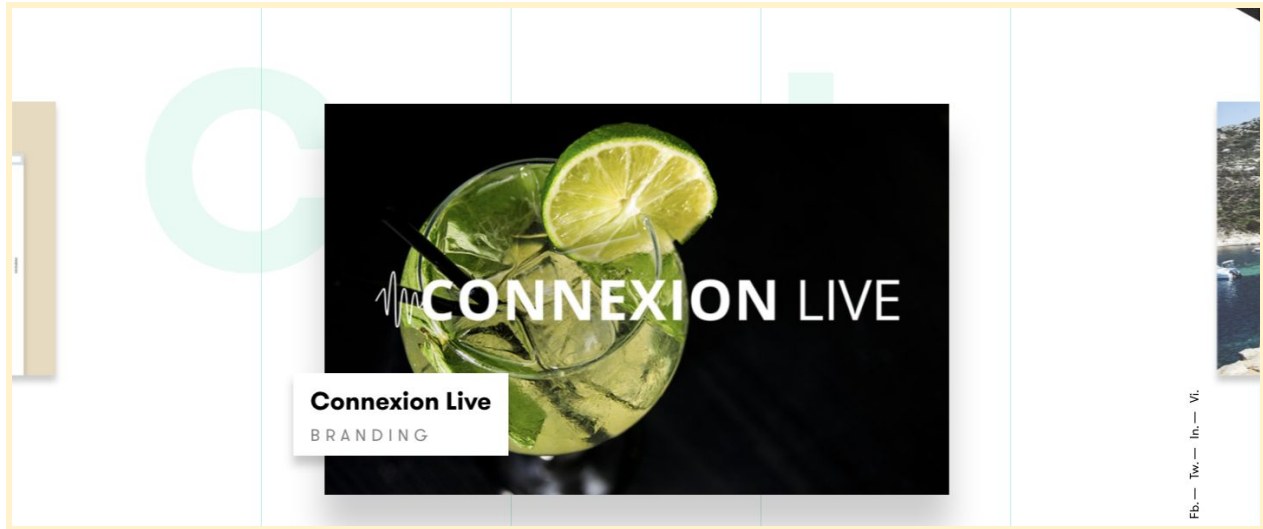 CONNEXION LIVE
Connexion Live
BRANDING
Fb.— Tw.— In.— Vi.